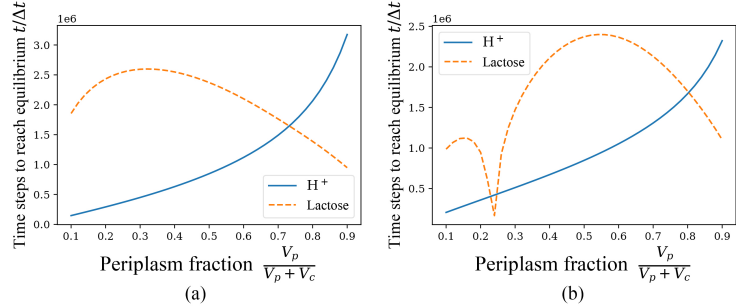 1e6
Time steps to reach equilibrium t/Δt
3.0
2.5
2.0
1.5
1.0
0.5
0.0
0.1 0.2 0.3 0.4 0.5 0.6 0.7 0.8 0.9
H+
Lactose
Periplasm fraction Vp / Vp + Vc
(a)
1e6
Time steps to reach equilibrium t/Δt
2.5
2.0
1.5
1.0
0.5
0.1 0.2 0.3 0.4 0.5 0.6 0.7 0.8 0.9
H+
Lactose
Periplasm fraction Vp / Vp + Vc
(b)